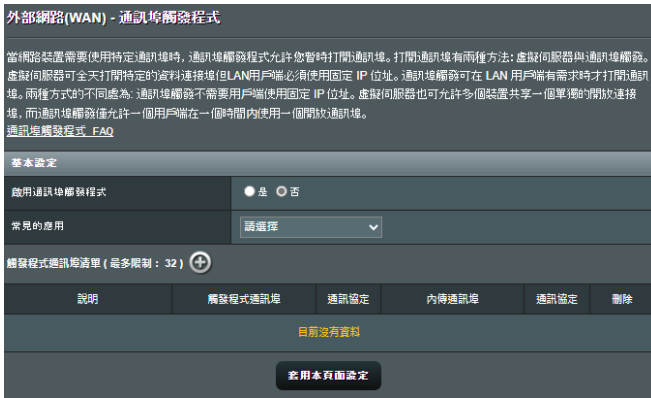 外部網路(WAN) - 通訊埠觸發程式
當網路裝置需要使用特定通訊埠時，通訊埠觸發程式允許您暫時打開通訊埠。打開通訊埠有兩種方法: 虛擬伺服器與通訊埠觸發。
虛擬伺服器可全天打開特定的資料連接埠但LAN用戶端必須使用固定 IP 位址。通訊埠觸發可在 LAN 用戶端有需求時才打開通訊
埠。兩種方式的不同處為: 通訊埠觸發不需要用戶端使用固定 IP 位址。虛擬伺服器也可允許多個裝置共享一個單獨的開放連接
埠，而通訊埠觸發僅允許一個用戶端在一個時間內使用一個開放通訊埠。
通訊埠觸發程式 FAQ
基本設定
啟用通訊埠觸發程式 是 否
常見的應用 請選擇
觸發程式通訊埠清單 ( 最多限制 : 32 )
說明 觸發程式通訊埠 通訊協定 內傳通訊埠 通訊協定 刪除
目前沒有資料
套用本頁面設定